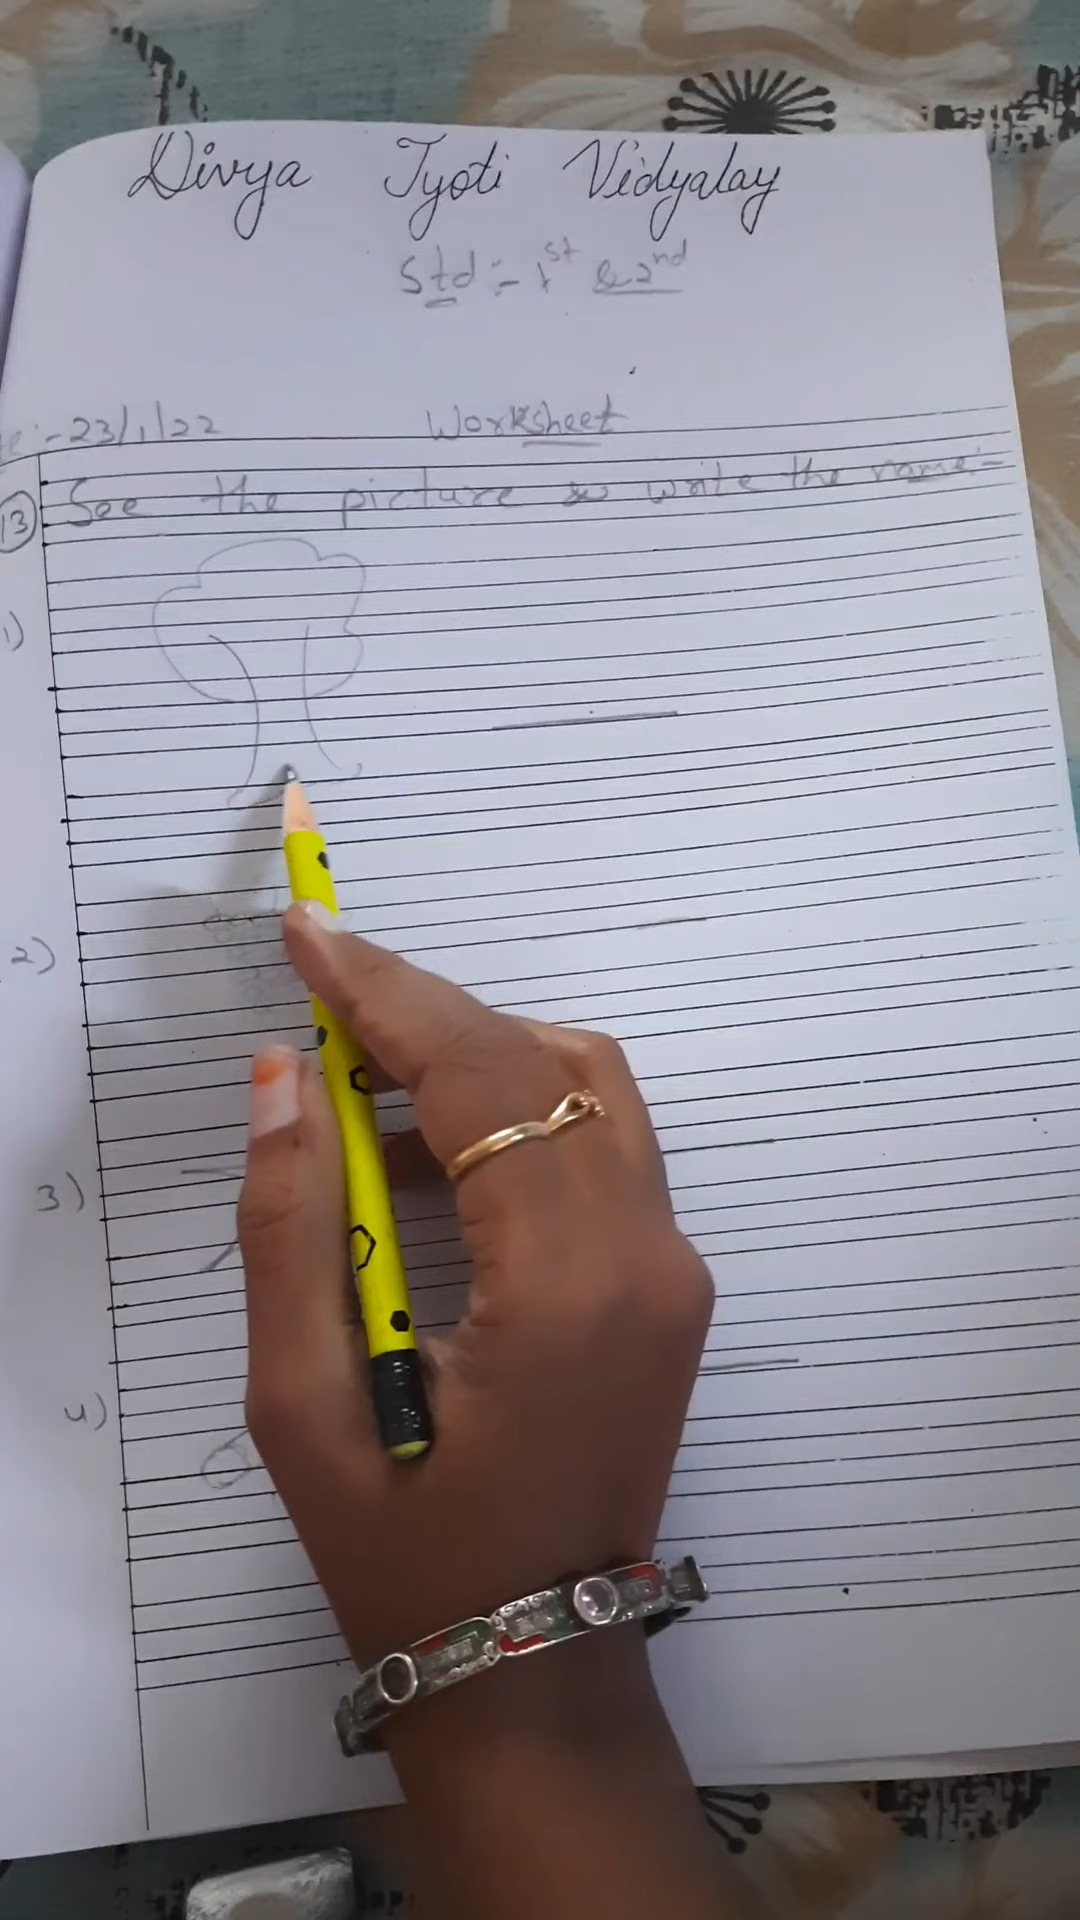 Divya Jyoti Vidyalay
Std :- 1st & 2nd
e :- 23/1/22 Worksheet
13 See the picture & write the name :-
1)
2)
3)
4)